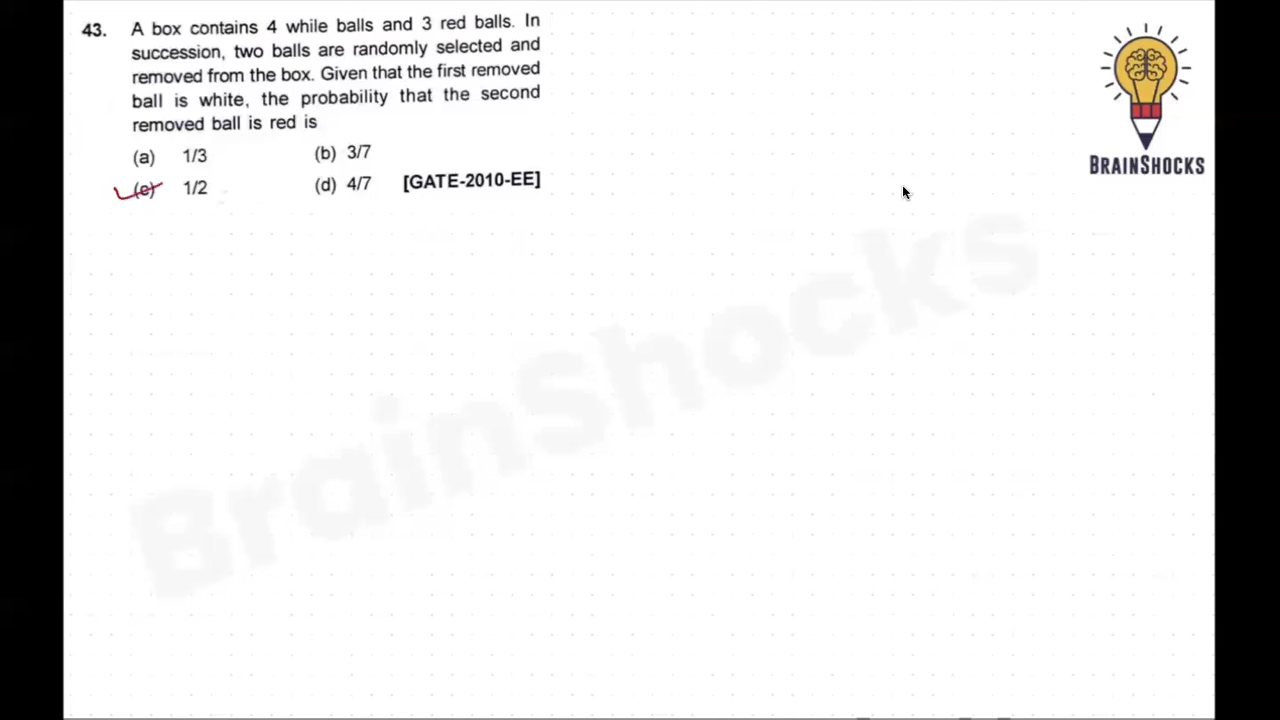 43. A box contains 4 while balls and 3 red balls. In
succession, two balls are randomly selected and
removed from the box. Given that the first removed
ball is white, the probability that the second
removed ball is red is
(a) 1/3 (b) 3/7
(c) 1/2 (d) 4/7 [GATE-2010-EE]
BRAINSHOCKS
BrainShocks